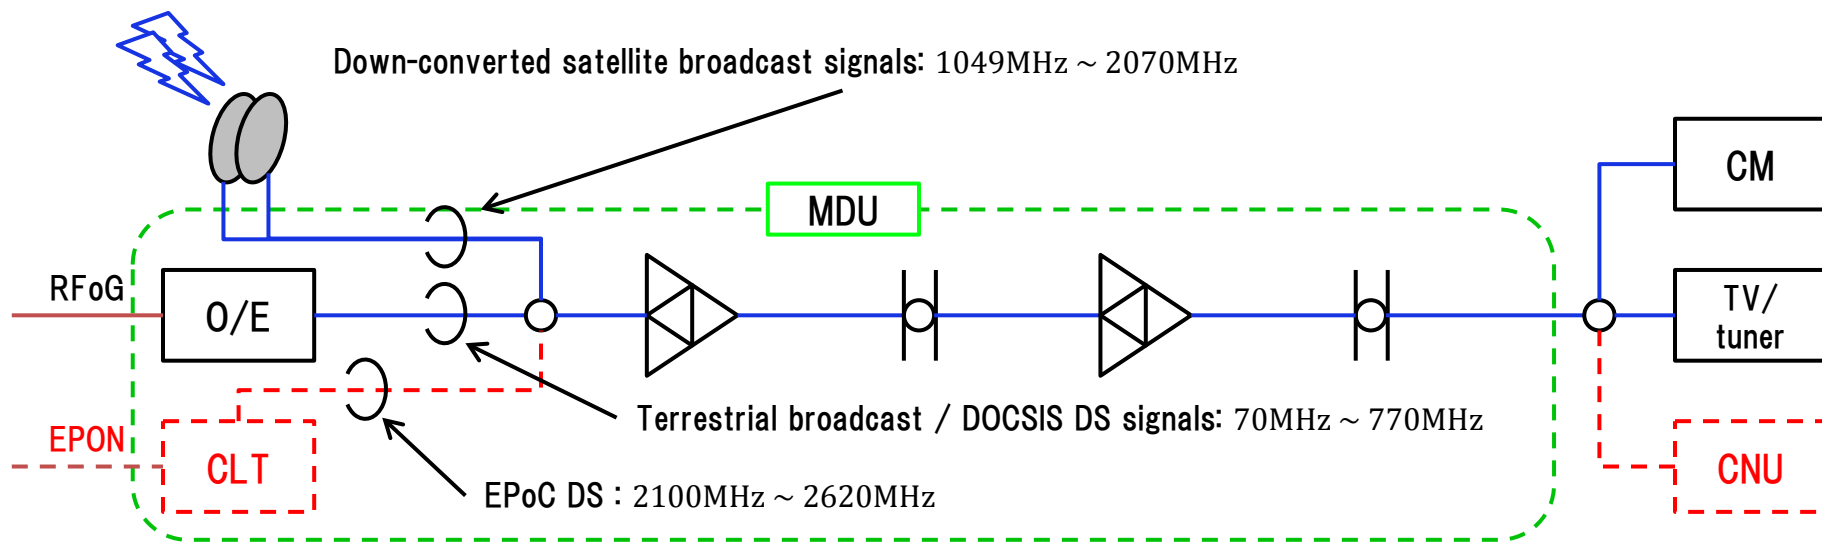 Down-converted satellite broadcast signals: 1049MHz ~ 2070MHz
CM
MDU
RFoG
O/E
TV/
tuner
Terrestrial broadcast / DOCSIS DS signals: 70MHz ~ 770MHz
EPON
CLT
CNU
EPoC DS : 2100MHz ~ 2620MHz